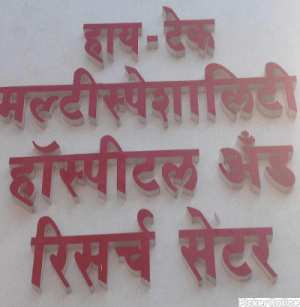 हाय-टेक
मल्टीस्पेशालिटी
हॉस्पीटल अँड
रिसर्च सेंटर